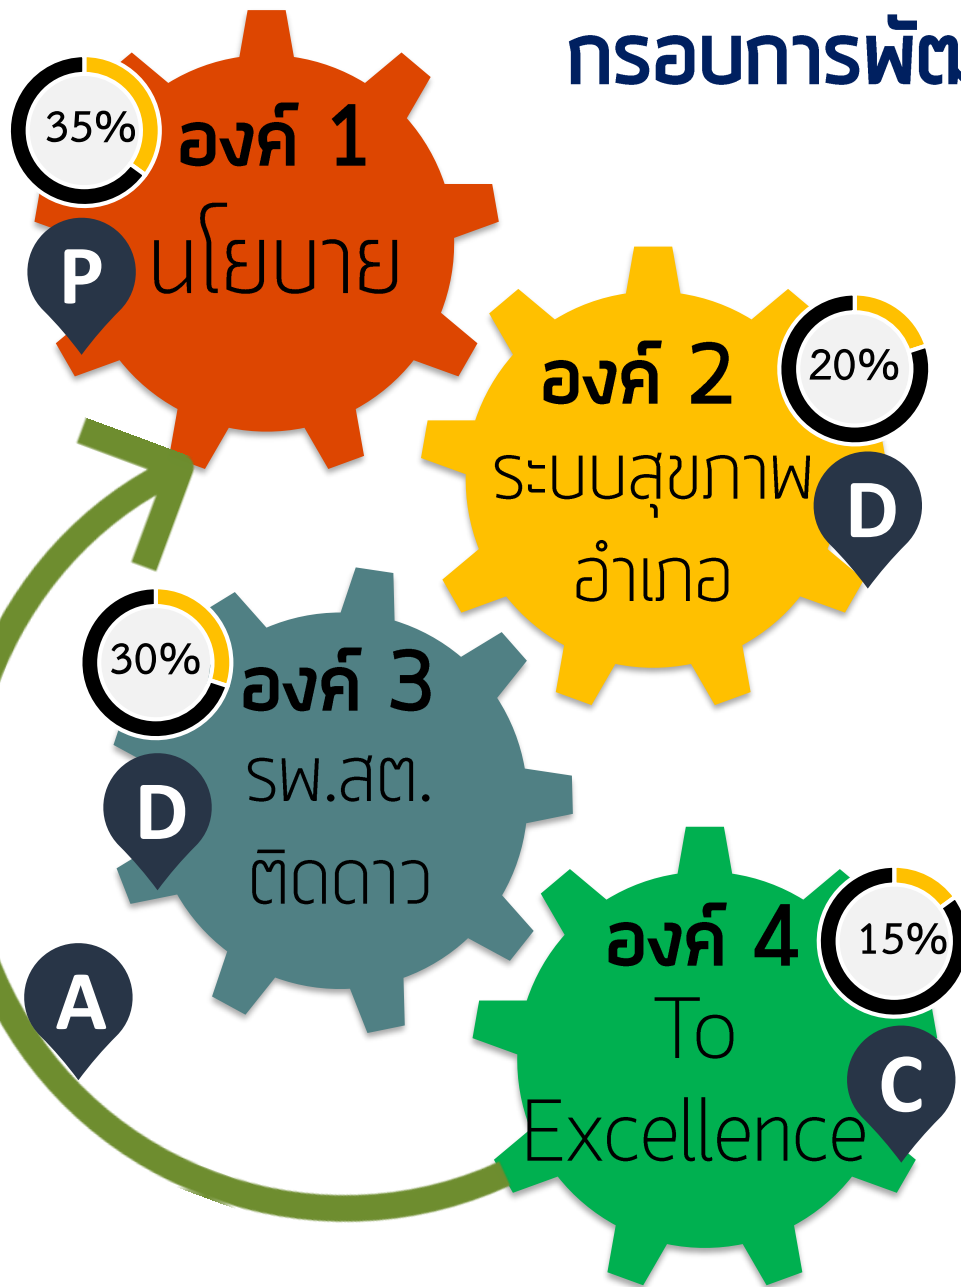 กรอบการพัฒ
35%
องค์ 1
P
นโยบาย
องค์ 2
20%
ระบบสุขภาพ
D
อำเภอ
30%
องค์ 3
รพ.สต.
D
ติดดาว
องค์ 4
15%
A
To
C
Excellence